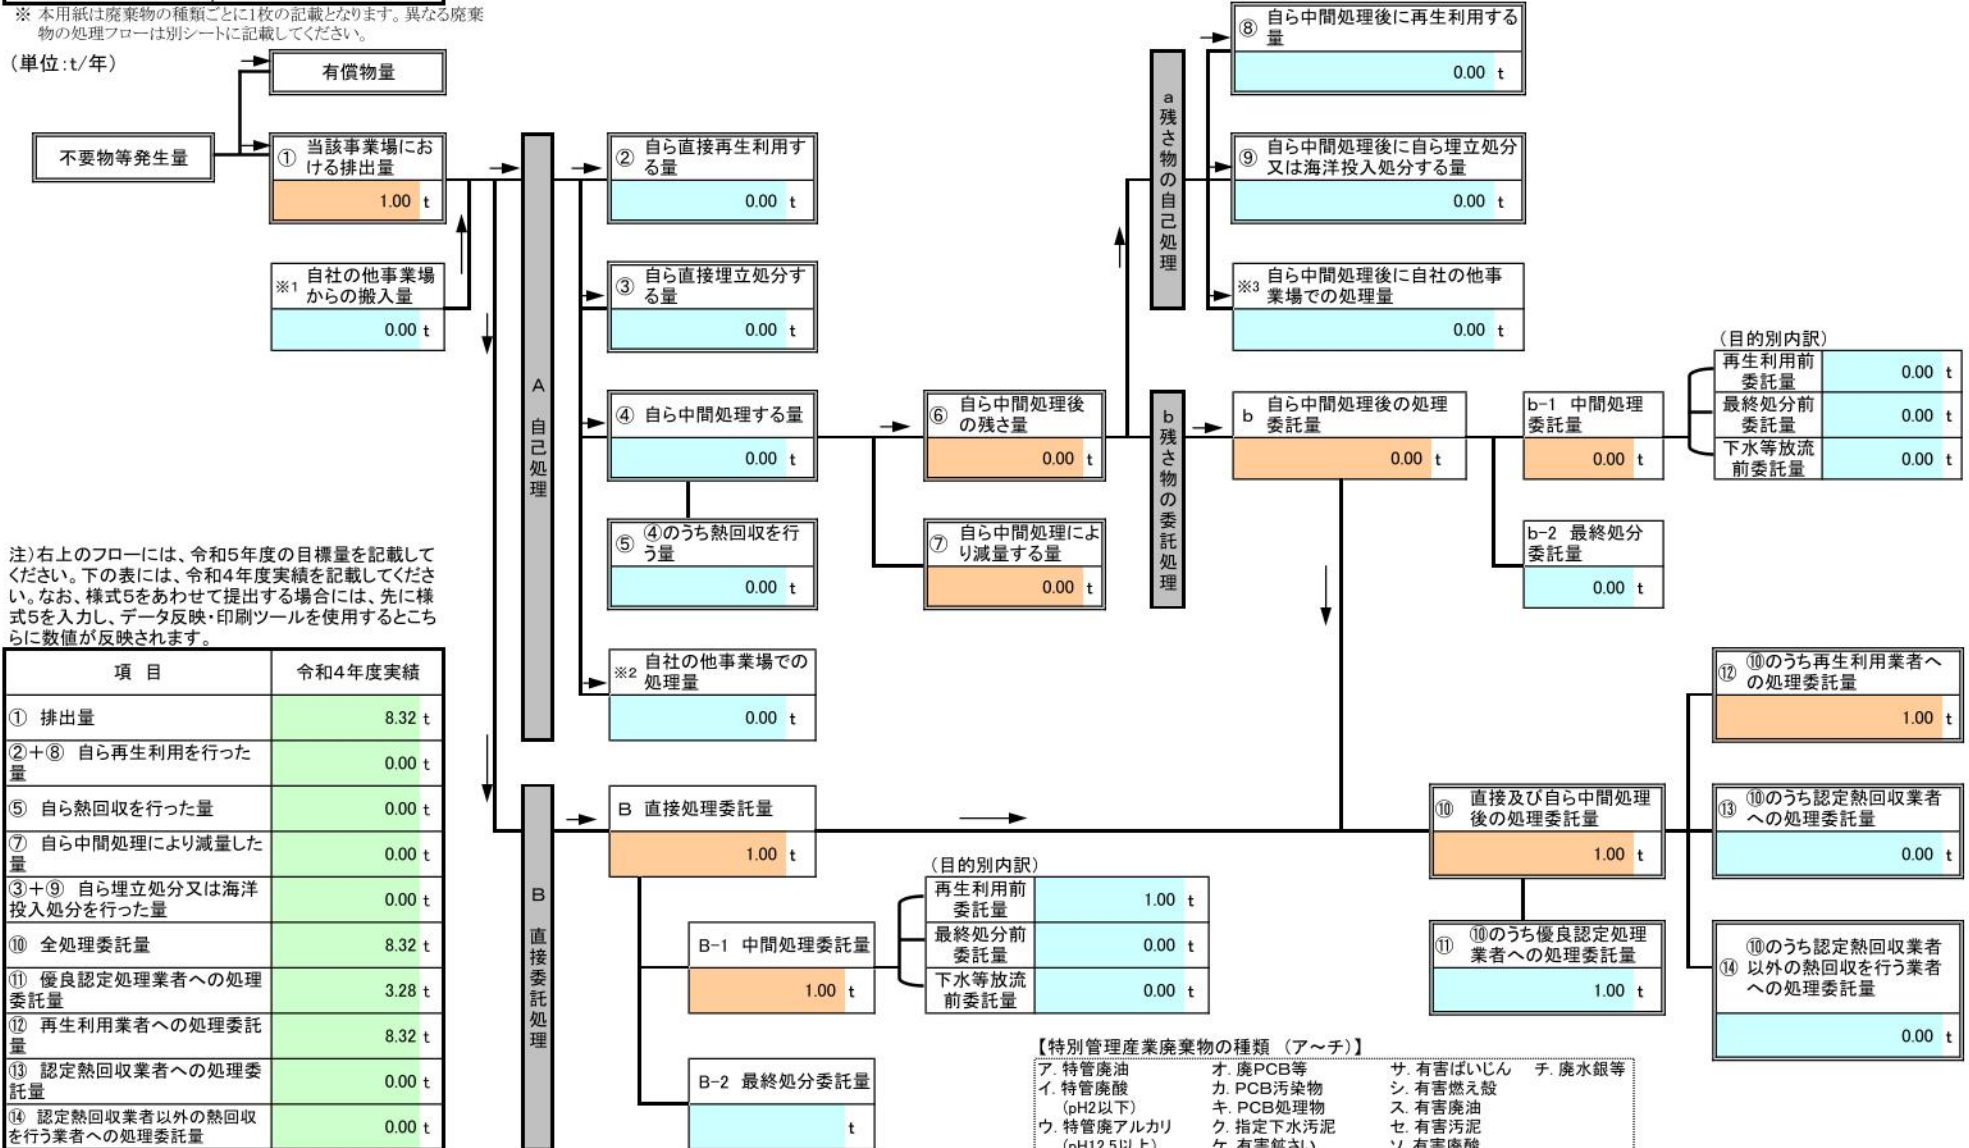 ※ 本用紙は廃棄物の種類ごとに1枚の記載となります。異なる廃棄
物の処理フローは別シートに記載してください。
(単位:t/年)
有償物量
不要物等発生量
① 当該事業場にお
ける排出量
1.00 t
※1 自社の他事業場
からの搬入量
0.00 t
A 自己処理
② 自ら直接再生利用す
る量
0.00 t
③ 自ら直接埋立処分す
る量
0.00 t
④ 自ら中間処理する量
0.00 t
⑤ ④のうち熱回収を行
う量
0.00 t
※2 自社の他事業場での
処理量
0.00 t
⑥ 自ら中間処理後
の残さ量
0.00 t
⑦ 自ら中間処理によ
り減量する量
0.00 t
a 残さ物の自己処理
⑧ 自ら中間処理後に再生利用する
量
0.00 t
⑨ 自ら中間処理後に自ら埋立処分
又は海洋投入処分する量
0.00 t
※3 自ら中間処理後に自社の他事
業場での処理量
0.00 t
b 残さ物の委託処理
b 自ら中間処理後の処理
委託量
0.00 t
b-1 中間処理
委託量
0.00 t
(目的別内訳)
再生利用前
委託量
0.00 t
最終処分前
委託量
0.00 t
下水等放流
前委託量
0.00 t
b-2 最終処分
委託量
0.00 t
注)右上のフローには、令和5年度の目標量を記載して
ください。下の表には、令和4年度実績を記載してくださ
い。なお、様式5をあわせて提出する場合には、先に様
式5を入力し、データ反映・印刷ツールを使用するとこち
らに数値が反映されます。
項 目 令和4年度実績
① 排出量 8.32 t
②+⑧ 自ら再生利用を行った
量 0.00 t
⑤ 自ら熱回収を行った量 0.00 t
⑦ 自ら中間処理により減量した
量 0.00 t
③+⑨ 自ら埋立処分又は海洋
投入処分を行った量 0.00 t
⑩ 全処理委託量 8.32 t
⑪ 優良認定処理業者への処理
委託量 3.28 t
⑫ 再生利用業者への処理委託
量 8.32 t
⑬ 認定熱回収業者への処理委
託量 0.00 t
⑭ 認定熱回収業者以外の熱回収
を行う業者への処理委託量 0.00 t
B 直接委託処理
B 直接処理委託量
1.00 t
B-1 中間処理委託量
1.00 t
(目的別内訳)
再生利用前
委託量
1.00 t
最終処分前
委託量
0.00 t
下水等放流
前委託量
0.00 t
B-2 最終処分委託量
t
⑩ 直接及び自ら中間処理
後の処理委託量
1.00 t
⑪ ⑩のうち優良認定処理
業者への処理委託量
1.00 t
⑫ ⑩のうち再生利用業者へ
の処理委託量
1.00 t
⑬ ⑩のうち認定熱回収業者
への処理委託量
0.00 t
⑭ ⑩のうち認定熱回収業者
以外の熱回収を行う業者
への処理委託量
0.00 t
【特別管理産業廃棄物の種類 (ア〜チ)】
ア. 特管廃油 オ. 廃PCB等 サ. 有害ばいじん チ. 廃水銀等
イ. 特管廃酸 カ. PCB汚染物 シ. 有害燃え殻
(pH2以下) キ. PCB処理物 ス. 有害廃油
ウ. 特管廃アルカリ ク. 指定下水汚泥 セ. 有害汚泥
(pH12.5以上) ケ. 有害鉱さい ソ. 有害廃酸